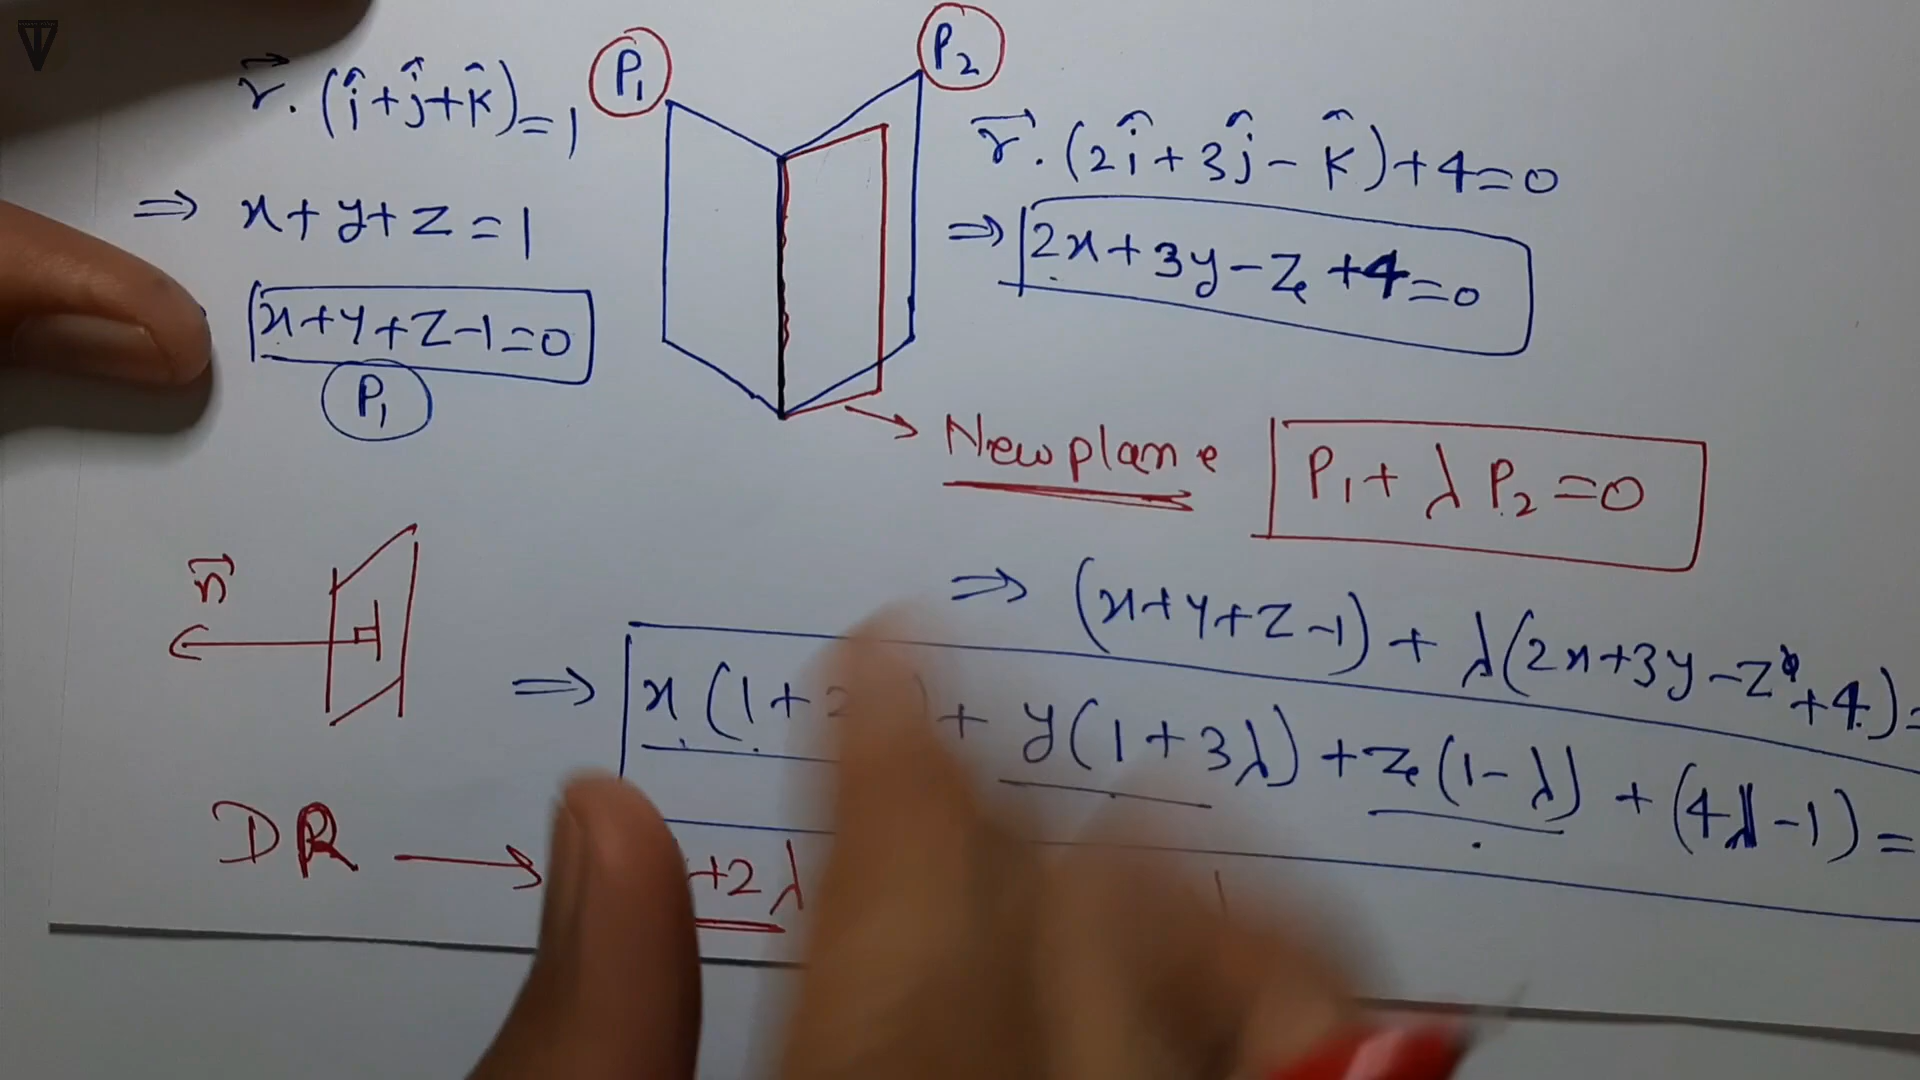 r⃗. (î+ĵ+k̂) = 1
⇒ x+y+z = 1
x+y+z-1=0
P₁
P₁
P₂
r⃗. (2î+3ĵ-k̂)+4=0
⇒ 2x+3y-z+4=0
New plane
P₁+ λ P₂ =0
⇒ (x+y+z-1) + λ(2x+3y-z+4)=
n⃗
⇒ x (1+2 + y(1+3λ) + z(1-λ) + (4λ-1) =
DR → +2λ